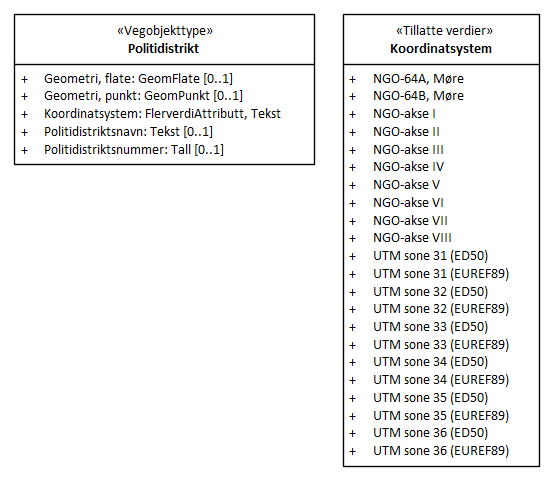 «Vegobjekttype»
Politidistrikt
+ Geometri, flate: GeomFlate [0..1]
+ Geometri, punkt: GeomPunkt [0..1]
+ Koordinatsystem: FlerverdiAttributt, Tekst
+ Politidistriktsnavn: Tekst [0..1]
+ Politidistriktsnummer: Tall [0..1]
«Tillatte verdier»
Koordinatsystem
+ NGO-64A, Møre
+ NGO-64B, Møre
+ NGO-akse I
+ NGO-akse II
+ NGO-akse III
+ NGO-akse IV
+ NGO-akse V
+ NGO-akse VI
+ NGO-akse VII
+ NGO-akse VIII
+ UTM sone 31 (ED50)
+ UTM sone 31 (EUREF89)
+ UTM sone 32 (ED50)
+ UTM sone 32 (EUREF89)
+ UTM sone 33 (ED50)
+ UTM sone 33 (EUREF89)
+ UTM sone 34 (ED50)
+ UTM sone 34 (EUREF89)
+ UTM sone 35 (ED50)
+ UTM sone 35 (EUREF89)
+ UTM sone 36 (ED50)
+ UTM sone 36 (EUREF89)